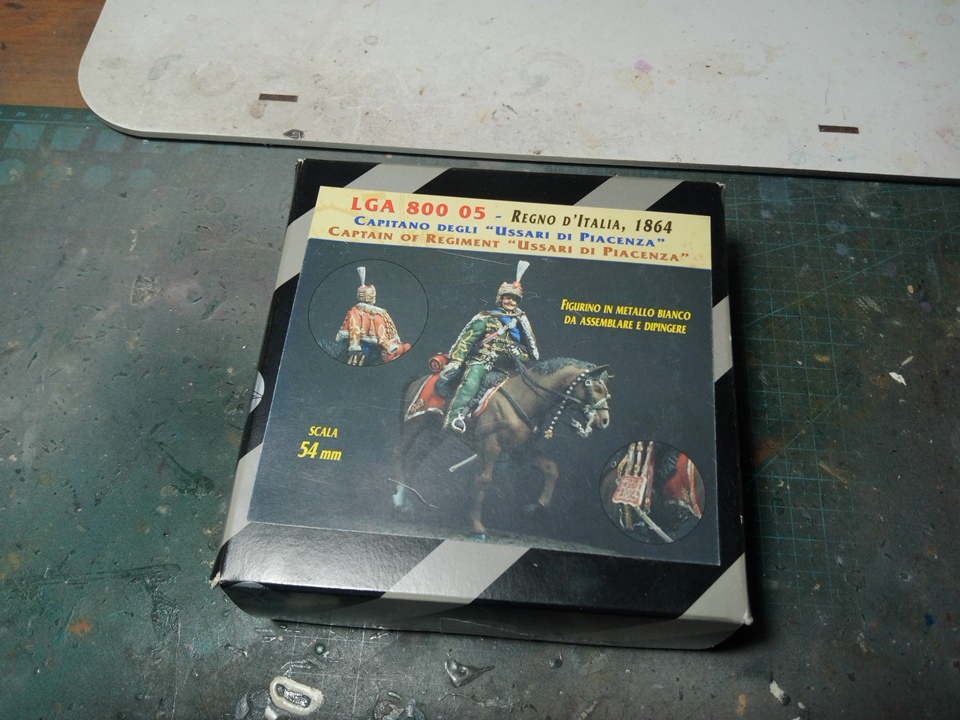 LGA 800 05 - REGNO D'ITALIA, 1864
CAPITANO DEGLI "USSARI DI PIACENZA"
CAPTAIN OF REGIMENT "USSARI DI PIACENZA"
FIGURINO IN METALLO BIANCO
DA ASSEMBLARE E DIPINGERE
SCALA
54 mm